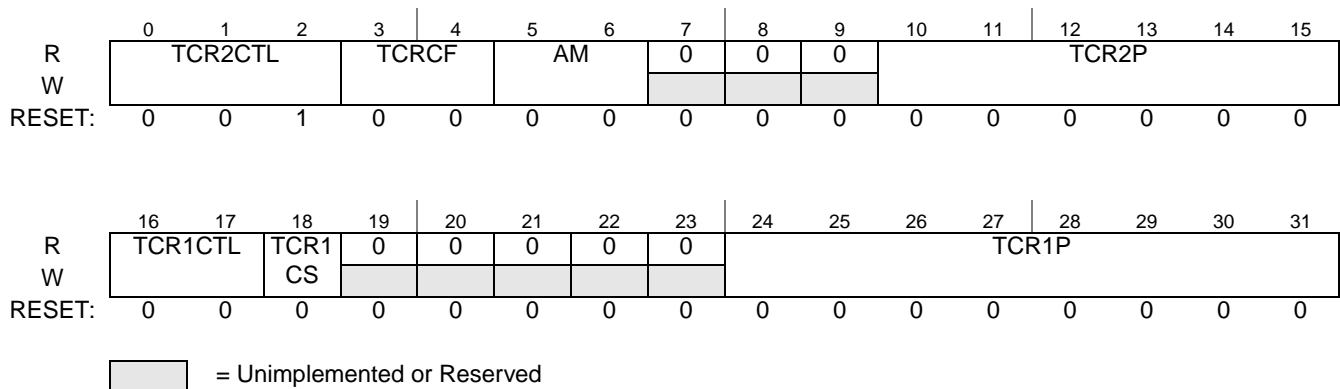 0 1 2 3 4 5 6 7 8 9 10 11 12 13 14 15
R TCR2CTL TCRCF AM 0 0 0 TCR2P
W
RESET: 0 0 1 0 0 0 0 0 0 0 0 0 0 0 0 0
16 17 18 19 20 21 22 23 24 25 26 27 28 29 30 31
R TCR1CTL TCR1 0 0 0 0 0 TCR1P
W CS
RESET: 0 0 0 0 0 0 0 0 0 0 0 0 0 0 0 0
= Unimplemented or Reserved